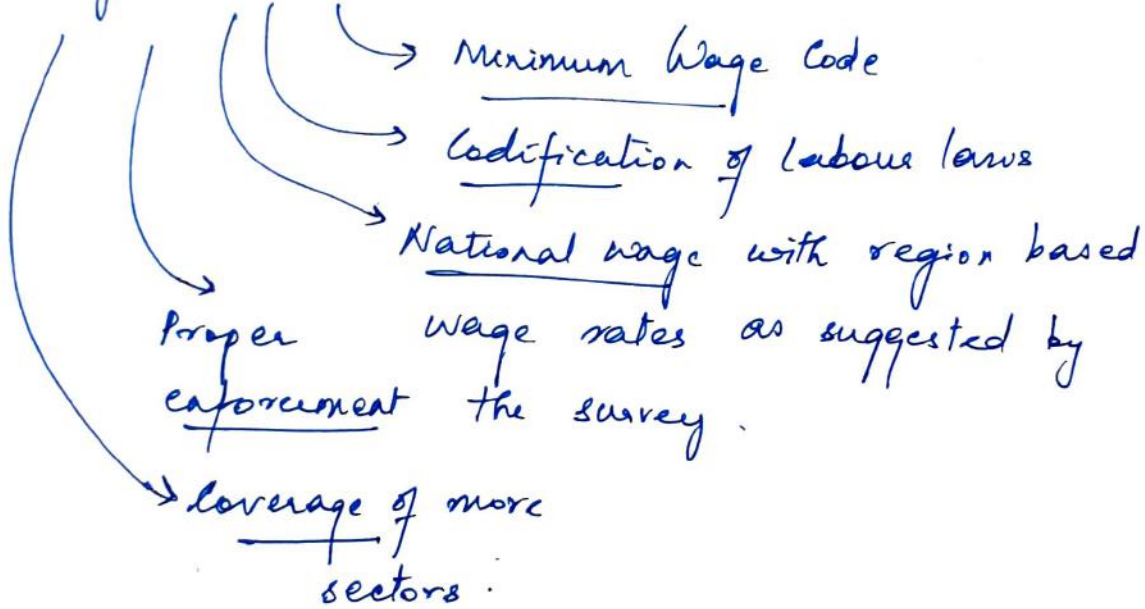 Minimum Wage Code
Codification of Labour laws
National wage with region based
wage rates as suggested by
the survey.
Proper
enforcement
Coverage of more
sectors.